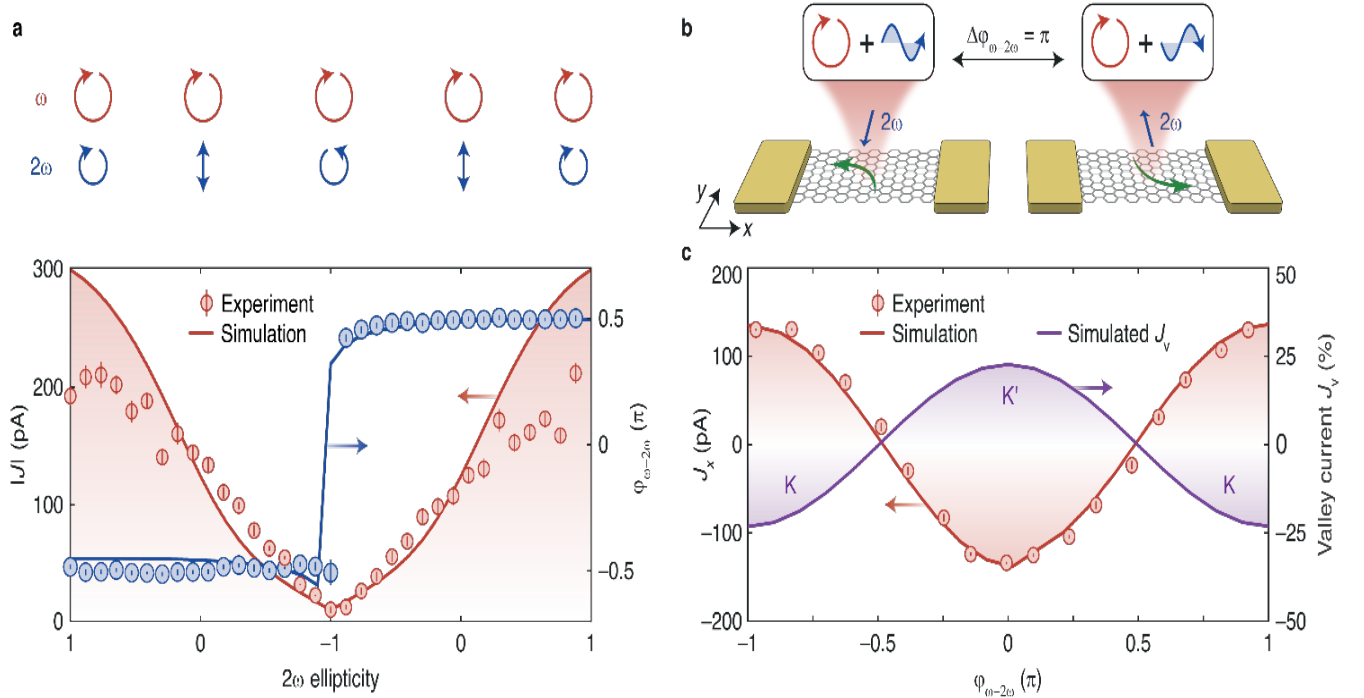 a
ω
2ω
300
200
100
0
|J| (pA)
Experiment
Simulation
0.5
0
−0.5
φω−2ω (π)
1
0
−1
0
1
2ω ellipticity
b
+
Δφω−2ω = π
+
2ω
2ω
y
x
c
200
100
0
−100
−200
Jx (pA)
Experiment
Simulation
Simulated Jv
K
K'
K
50
25
0
−25
−50
Valley current Jv (%)
−1
−0.5
0
0.5
1
φω−2ω (π)